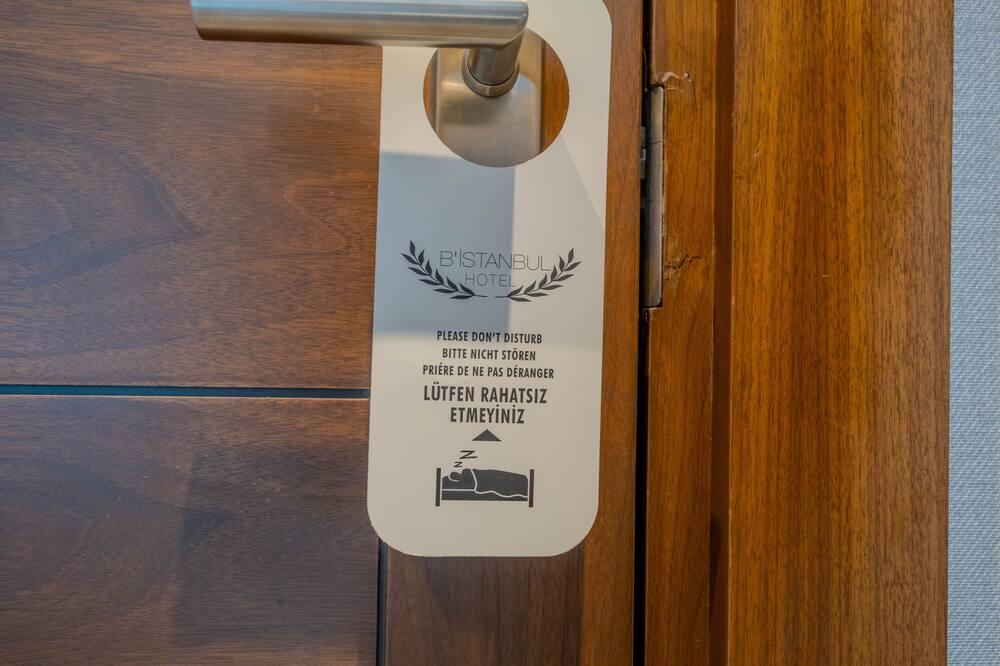 B'İSTANBUL
HOTEL
PLEASE DON'T DISTURB
BITTE NICHT STÖREN
PRIÉRE DE NE PAS DÉRANGER
LÜTFEN RAHATSIZ
ETMEYİNİZ
Z
Z